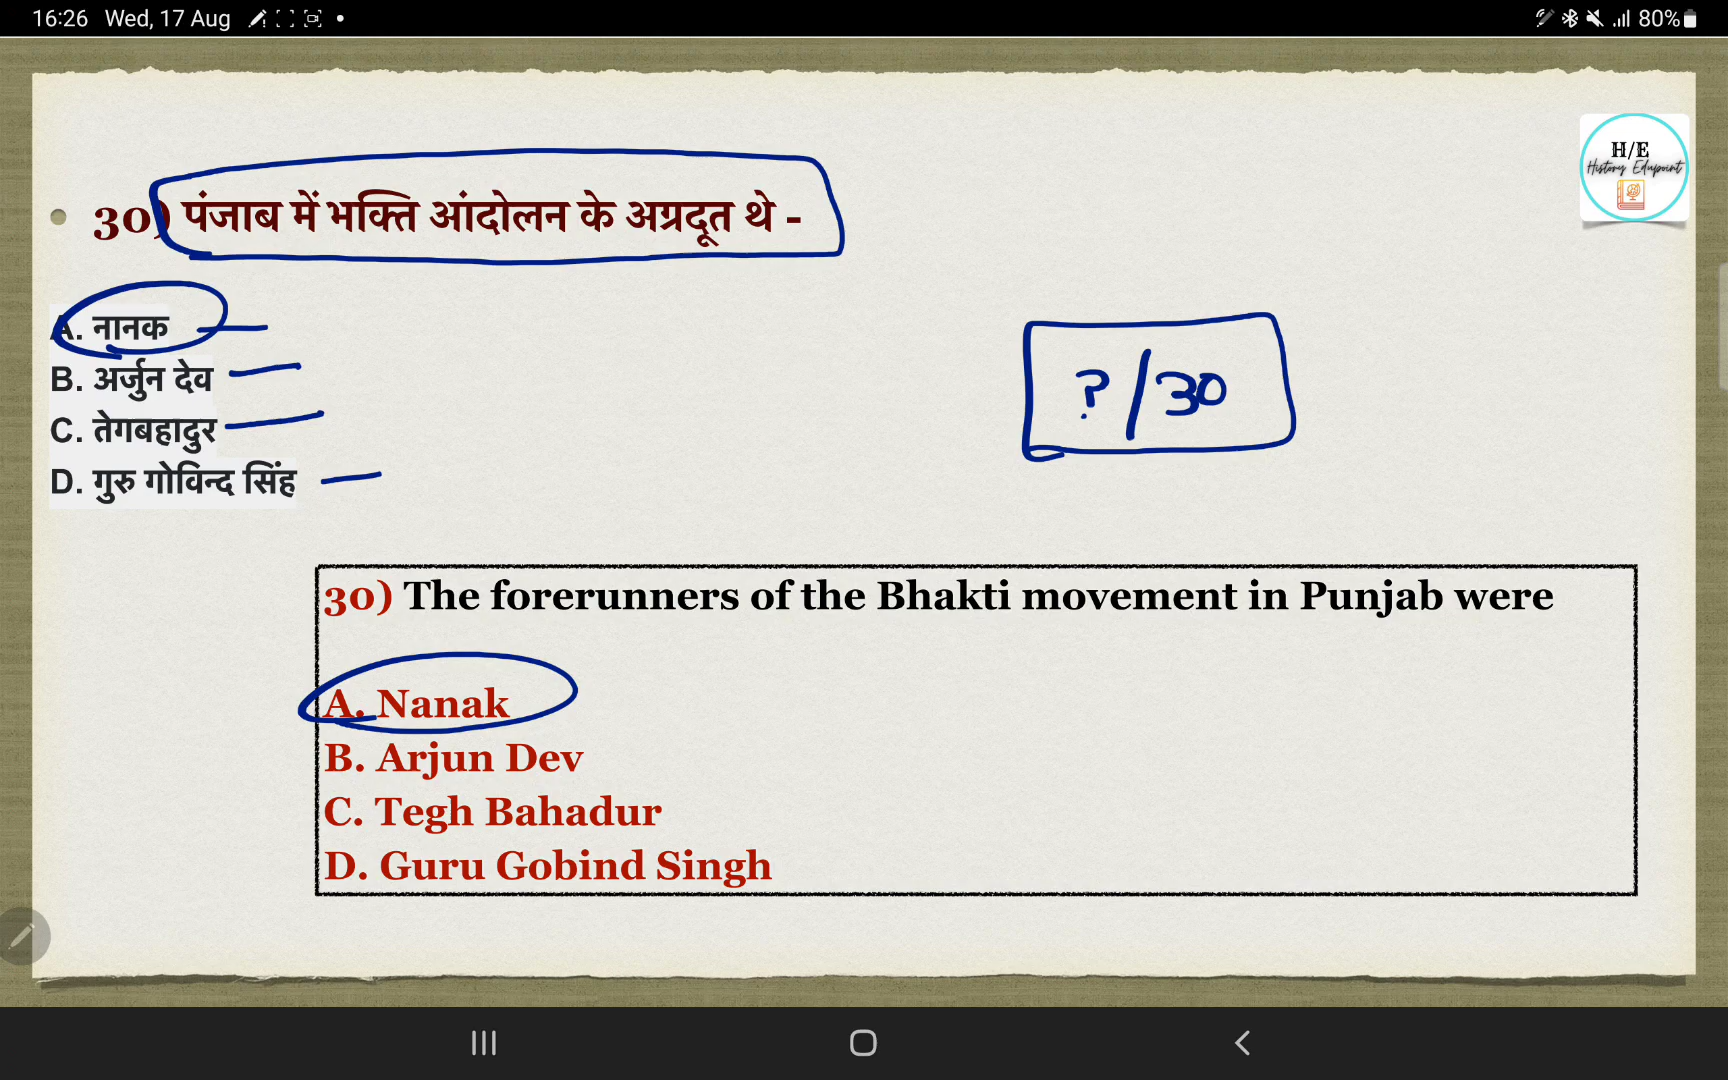 16:26 Wed, 17 Aug
80%
H/E
History Edupoint
30) पंजाब में भक्ति आंदोलन के अग्रदूत थे -
A. नानक
B. अर्जुन देव
C. तेगबहादुर
D. गुरु गोविन्द सिंह
? / 30
30) The forerunners of the Bhakti movement in Punjab were
A. Nanak
B. Arjun Dev
C. Tegh Bahadur
D. Guru Gobind Singh